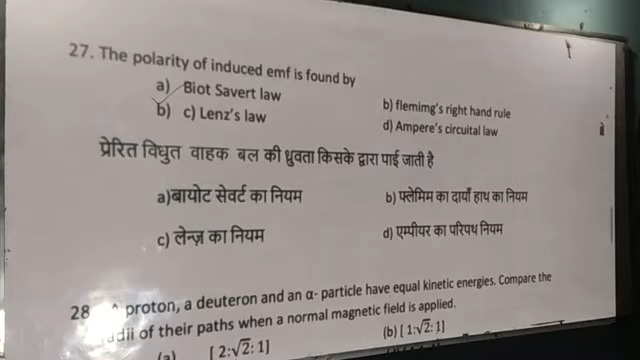 27. The polarity of induced emf is found by
a) Biot Savert law
b) flemimg's right hand rule
b) c) Lenz's law
d) Ampere's circuital law
प्रेरित विधुत वाहक बल की ध्रुवता किसके द्वारा पाई जाती है
a)बायोट सेवर्ट का नियम
b) फ्लेमिम का दायाँ हाथ का नियम
c) लेन्ज़ का नियम
d) एम्पीयर का परिपथ नियम
28 proton, a deuteron and an α- particle have equal kinetic energies. Compare the
of their paths when a normal magnetic field is applied.
(a) [ 2:√2: 1]
(b) [ 1:√2: 1]